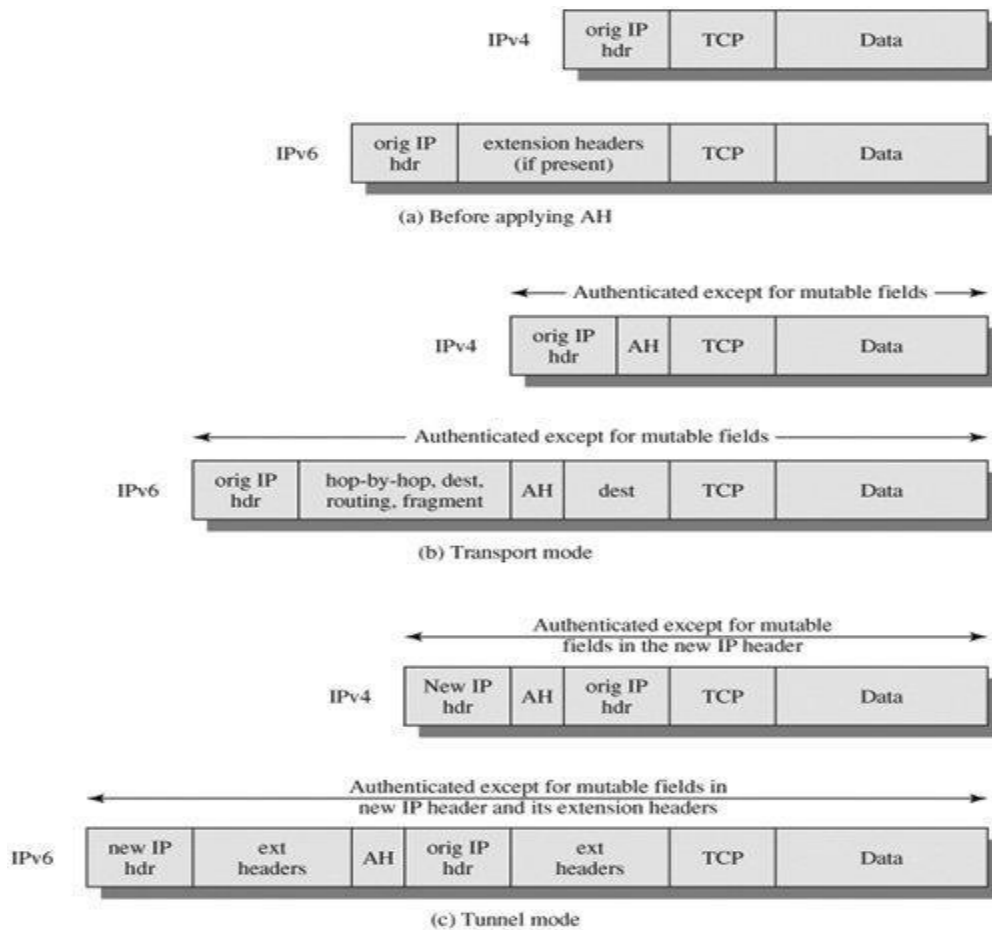 IPv4 orig IP hdr TCP Data
IPv6 orig IP hdr extension headers (if present) TCP Data
(a) Before applying AH
Authenticated except for mutable fields
IPv4 orig IP hdr AH TCP Data
Authenticated except for mutable fields
IPv6 orig IP hdr hop-by-hop, dest, routing, fragment AH dest TCP Data
(b) Transport mode
Authenticated except for mutable
fields in the new IP header
IPv4 New IP hdr AH orig IP hdr TCP Data
Authenticated except for mutable fields in
new IP header and its extension headers
IPv6 new IP hdr ext headers AH orig IP hdr ext headers TCP Data
(c) Tunnel mode